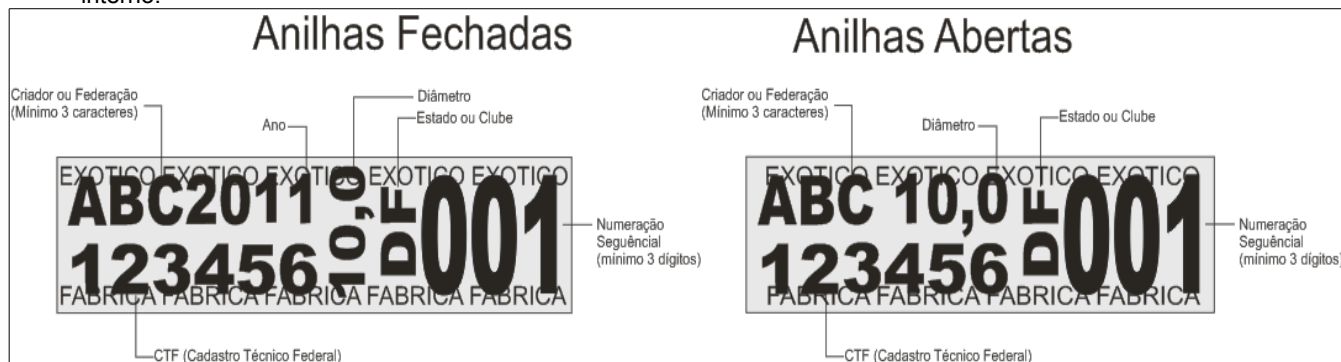 interno.
Anilhas Fechadas
Criador ou Federação
(Mínimo 3 caracteres)
Ano
Diâmetro
Estado ou Clube
EXOTICO EXOTICO EXOTICO EXOTICO EXOTICO
ABC2011
10,0
DF
001
123456
FABRICA FABRICA FABRICA FABRICA FABRICA
Numeração
Seguêncial
(mínimo 3 dígitos)
CTF (Cadastro Técnico Federal)
Anilhas Abertas
Criador ou Federação
(Mínimo 3 caracteres)
Diâmetro
Estado ou Clube
EXOTICO EXOTICO EXOTICO EXOTICO
ABC 10,0
DF
001
123456
FABRICA FABRICA FABRICA FABRICA
Numeração
Seguêncial
(mínimo 3 dígitos)
CTF (Cadastro Técnico Federal)